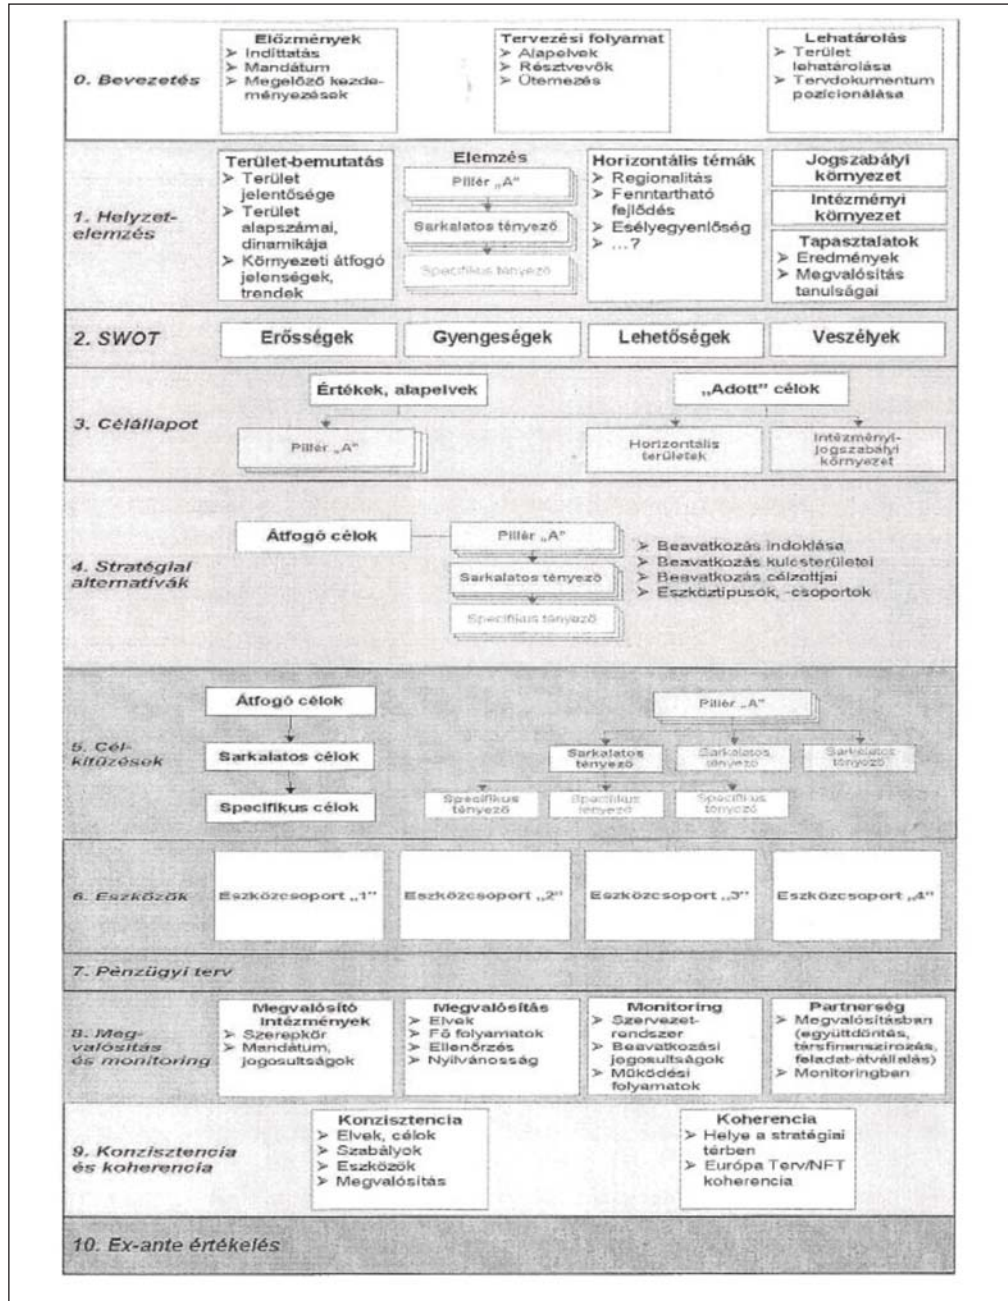 0. Bevezetés
Előzmények
➢ Indíttatás
➢ Mandátum
➢ Megelőző kezde-
ményezések
Tervezési folyamat
➢ Alapelvek
➢ Résztvevők
➢ Ütemezés
Lehatárolás
➢ Terület
lehatárolása
➢ Tervdokumentum
pozícionálása
1. Helyzet-
elemzés
Terület-bemutatás
➢ Terület
jelentősége
➢ Terület
alapszámai,
dinamikája
➢ Környezeti átfogó
jelenségek,
trendek
Elemzés
Pillér „A"
Sarkalatos tényező
Specifikus tényező
Horizontális témák
➢ Regionalitás
➢ Fenntartható
fejlődés
➢ Esélyegyenlőség
➢ ...?
Jogszabályi
környezet
Intézményi
környezet
Tapasztalatok
➢ Eredmények
➢ Megvalósítás
tanulságai
2. SWOT
Erősségek
Gyengeségek
Lehetőségek
Veszélyek
3. Célállapot
Értékek, alapelvek
Pillér „A"
„Adott" célok
Horizontális
területek
Intézményi-
jogszabályi
környezet
4. Stratégiai
alternatívák
Átfogó célok
Pillér „A"
Sarkalatos tényező
Specifikus tényező
➢ Beavatkozás indoklása
➢ Beavatkozás kulcsterületei
➢ Beavatkozás célzottjai
➢ Eszköztípusok, -csoportok
5. Cél-
kitűzések
Átfogó célok
Sarkalatos célok
Specifikus célok
Pillér „A"
Sarkalatos
tényező
Sarkalatos
tényező
Sarkalatos
tényező
Specifikus
tényező
Specifikus
tényező
Specifikus
tényező
6. Eszközök
Eszközcsoport „1"
Eszközcsoport „2"
Eszközcsoport „3"
Eszközcsoport „4"
7. Pénzügyi terv
8. Meg-
valósítás
és monitoring
Megvalósító
intézmények
➢ Szerepkör
➢ Mandátum,
jogosultságok
Megvalósítás
➢ Elvek
➢ Fő folyamatok
➢ Ellenőrzés
➢ Nyilvánosság
Monitoring
➢ Szervezet-
rendszer
➢ Beavatkozási
jogosultságok
➢ Működési
folyamatok
Partnerség
➢ Megvalósításban
(együttdöntés,
társfinanszírozás,
feladat-átvállalás)
➢ Monitoringban
9. Konzisztencia
és koherencia
Konzisztencia
➢ Elvek, célok
➢ Szabályok
➢ Eszközök
➢ Megvalósítás
Koherencia
➢ Helye a stratégiai
térben
➢ Európa Terv/NFT
koherencia
10. Ex-ante értékelés